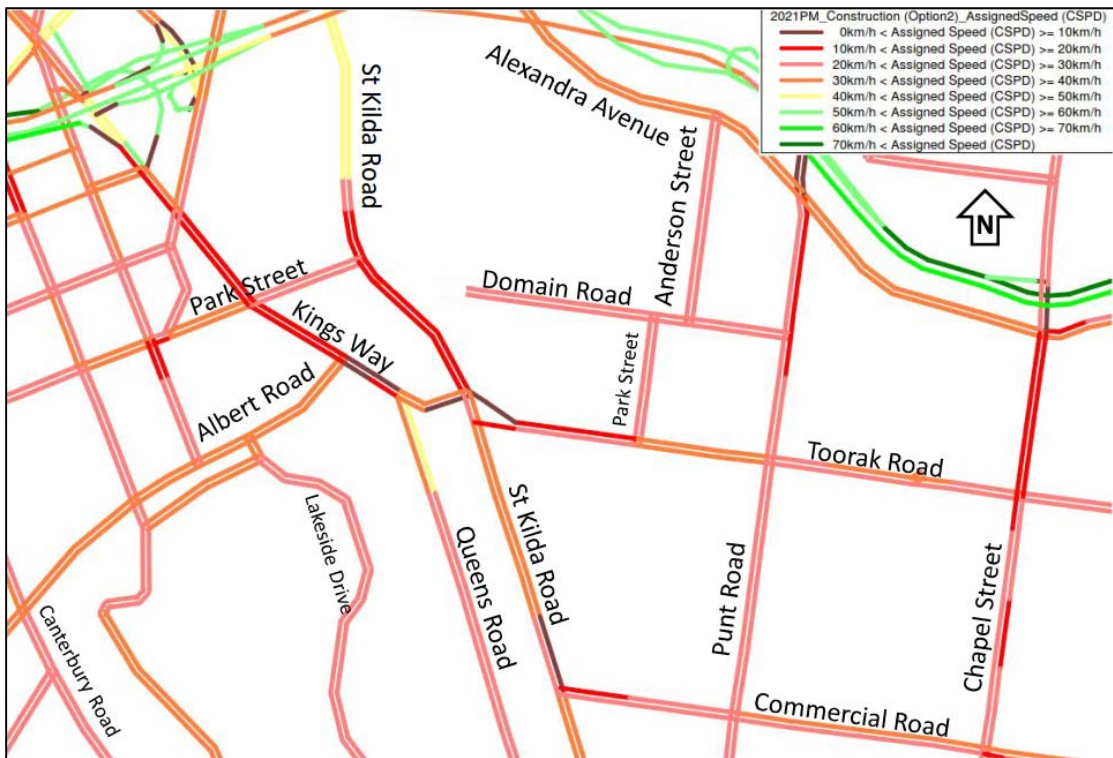 2021PM_Construction (Option2)_AssignedSpeed (CSPD)
0km/h < Assigned Speed (CSPD) >= 10km/h
10km/h < Assigned Speed (CSPD) >= 20km/h
20km/h < Assigned Speed (CSPD) >= 30km/h
30km/h < Assigned Speed (CSPD) >= 40km/h
40km/h < Assigned Speed (CSPD) >= 50km/h
50km/h < Assigned Speed (CSPD) >= 60km/h
60km/h < Assigned Speed (CSPD) >= 70km/h
70km/h < Assigned Speed (CSPD)
St Kilda Road
Alexandra Avenue
Anderson Street
N
Park Street
Domain Road
Kings Way
Park Street
Albert Road
Toorak Road
Lakeside Drive
Queens Road
St Kilda Road
Punt Road
Chapel Street
Canterbury Road
Commercial Road